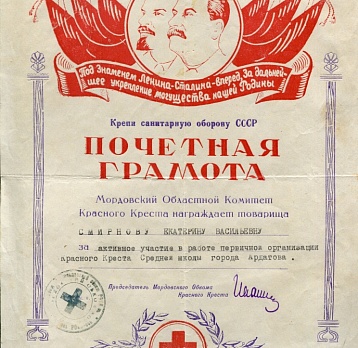 Под знаменем Ленина-Сталина-вперед, За дальней-
шее укрепление могущества нашей Родины
Крепи санитарную оборону СССР
ПОЧЕТНАЯ
ГРАМОТА
Мордовский Областной Комитет
Красного Креста награждает товарища
СМИРНОВУ ЕКАТЕРИНУ ВАСИЛЬЕВНУ
за активное участие в работе первичной организации
красного Креста Средней школы города Ардатова.
Председатель Мордовского Обкома
Красного Креста